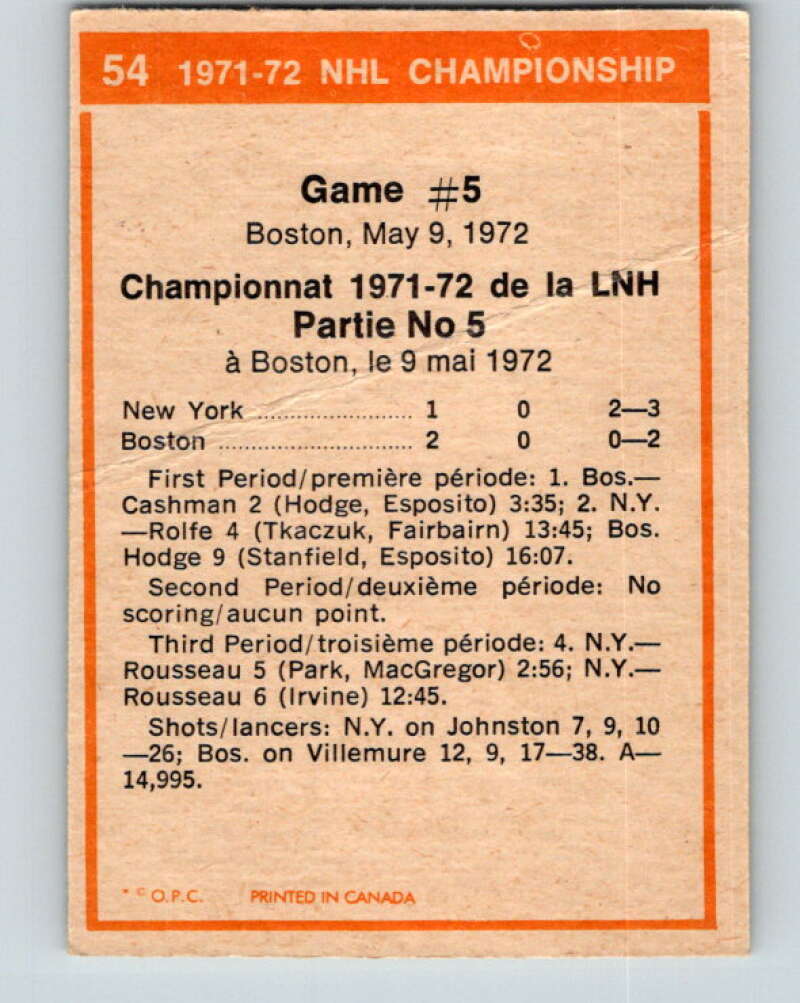 54 1971-72 NHL CHAMPIONSHIP
Game #5
Boston, May 9, 1972
Championnat 1971-72 de la LNH
Partie No 5
à Boston, le 9 mai 1972
New York ........................ 1 0 2—3
Boston .............................. 2 0 0—2
First Period/première période: 1. Bos.—
Cashman 2 (Hodge, Esposito) 3:35; 2. N.Y.
—Rolfe 4 (Tkaczuk, Fairbairn) 13:45; Bos.
Hodge 9 (Stanfield, Esposito) 16:07.
Second Period/deuxième période: No
scoring/aucun point.
Third Period/troisième période: 4. N.Y.—
Rousseau 5 (Park, MacGregor) 2:56; N.Y.—
Rousseau 6 (Irvine) 12:45.
Shots/lancers: N.Y. on Johnston 7, 9, 10
—26; Bos. on Villemure 12, 9, 17—38. A—
14,995.
* © O.P.C. PRINTED IN CANADA